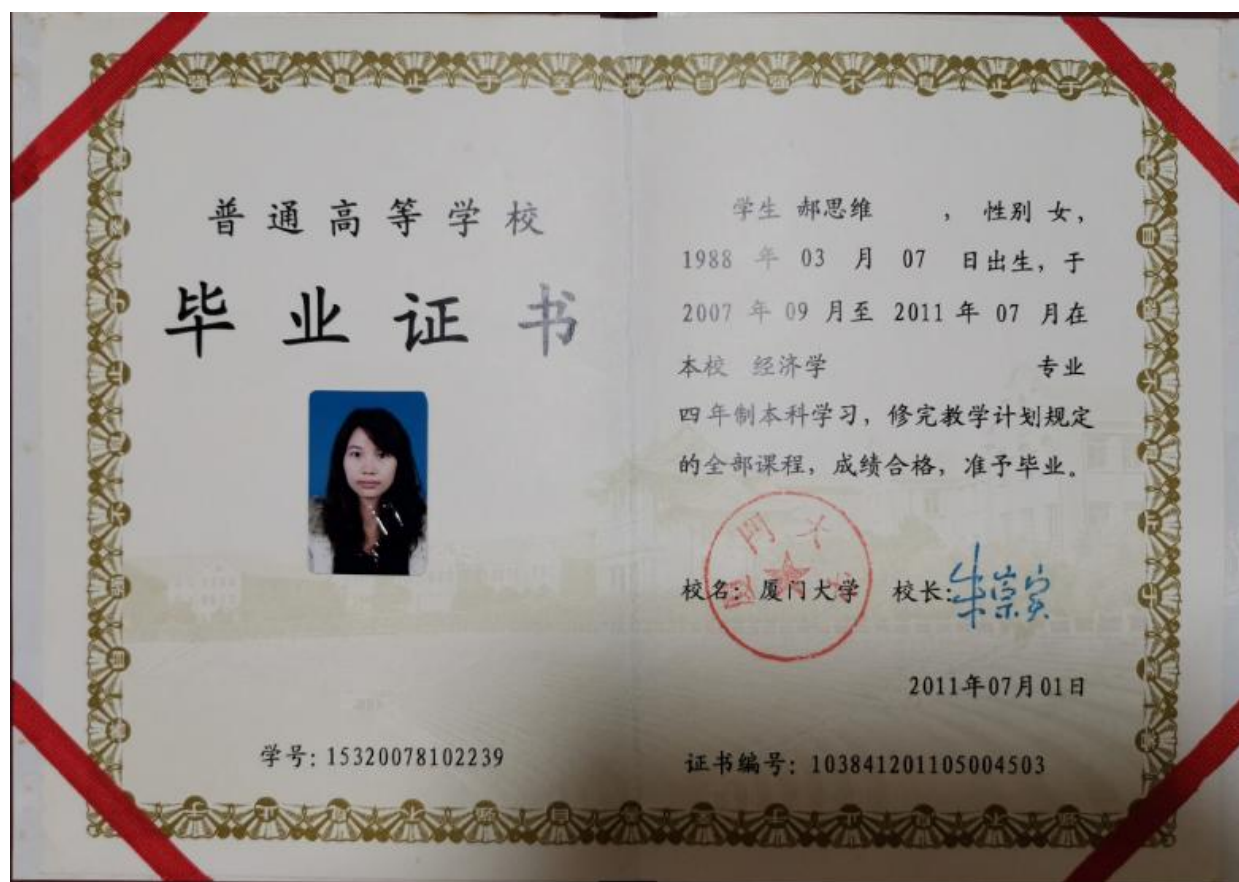 普通高等学校
毕业证书
学号：15320078102239
学生 郝思维 ，性别 女，
1988 年 03 月 07 日出生，于
2007 年 09 月至 2011 年 07 月在
本校 经济学 专业
四年制本科学习，修完教学计划规定
的全部课程，成绩合格，准予毕业。
校名：厦门大学 校长：朱崇实
厦门大学
2011年07月01日
证书编号：103841201105004503